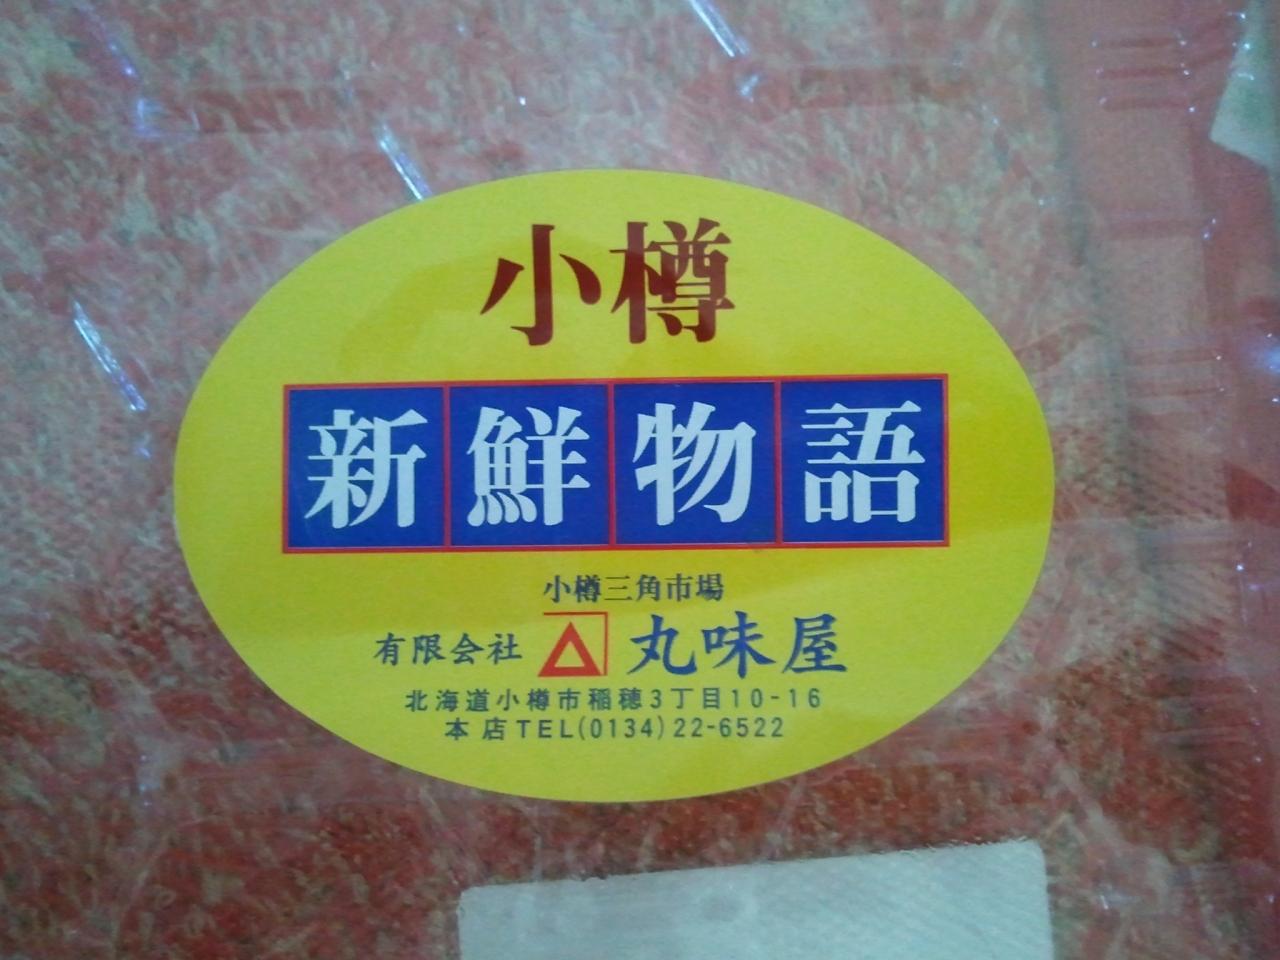 小樽
新鮮物語
小樽三角市場
有限会社 丸味屋
北海道小樽市稲穂3丁目10-16
本店TEL(0134)22-6522